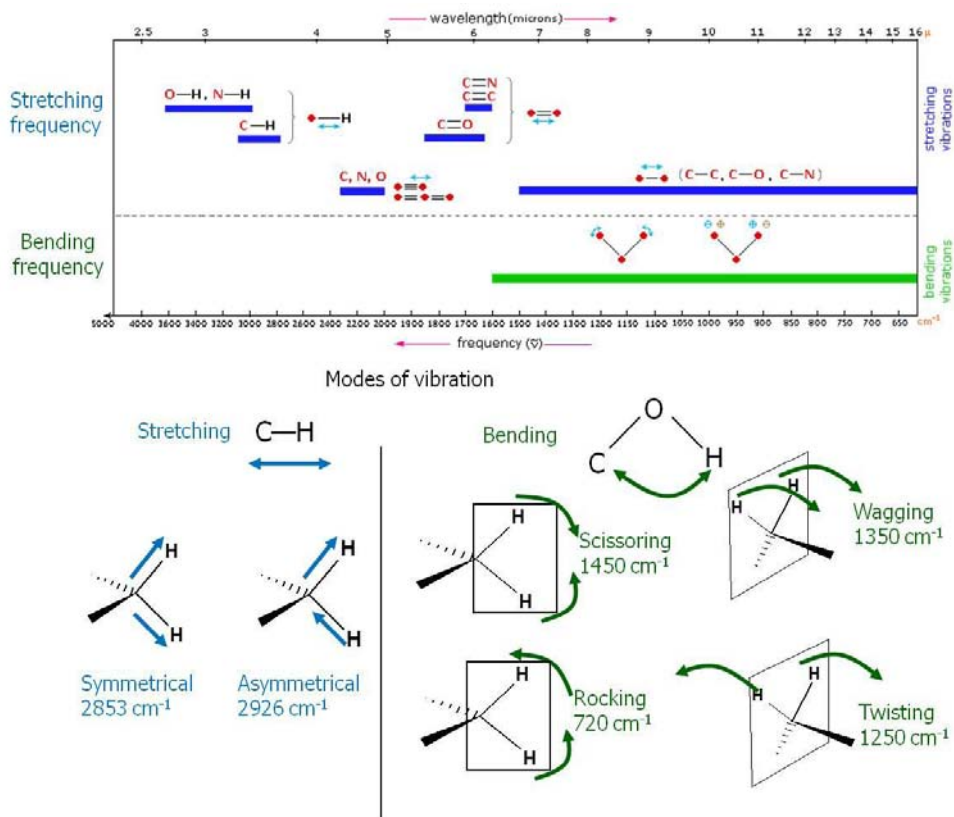 wavelength(microns)
2.5 3 4 5 6 7 8 9 10 11 12 13 14 15 16 μ
Stretching
frequency
O—H, N—H
C—H
C=N
C=C
C=O
C, N, O
(C—C, C—O, C—N)
stretching
vibrations
Bending
frequency
bending
vibrations
5000 4000 3600 3400 3200 3000 2800 2600 2400 2200 2000 1900 1800 1700 1600 1500 1400 1300 1200 1100 1050 1000 950 900 850 800 750 700 650 cm-1
frequency (ν̄)
Modes of vibration
Stretching C—H
Bending
O
C H
H
H
Symmetrical
2853 cm-1
H
H
Asymmetrical
2926 cm-1
H
H
Scissoring
1450 cm-1
H
H
Wagging
1350 cm-1
H
H
Rocking
720 cm-1
H
H
Twisting
1250 cm-1